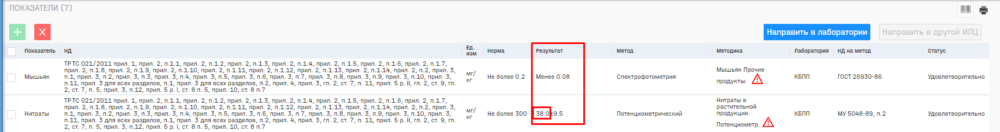 ПОКАЗАТЕЛИ (7)
Направить в лаборатории
Направить в другой ИЛЦ
Показатель НД Ед. изм Норма Результат Метод Методика Лаборатория НД на метод Статус
Мышьяк
ТР ТС 021/2011 прил. 1, прил. 2, п.1.1, прил. 2, п.1.2, прил. 2, п.1.3, прил. 2, п.1.4, прил. 2, п.1.5, прил. 2, п.1.6, прил. 2, п.1.7,
прил. 2, п.1.8, прил. 2, п.1.9, прил. 2, п.1.10, прил. 2, п.1.11, прил. 2, п.1.12, прил. 2, п.1.13, прил. 2, п.1.14, прил. 2, п.2, прил. 3,
п.1, прил. 3, п.2, прил. 3, п.3, прил. 3, п.4, прил. 3, п.5, прил. 3, п.6, прил. 3, п.7, прил. 3, п.8, прил. 3, п.9, прил. 3, п.10, прил. 3,
п.11, прил. 3 для всех разделов, п.1, прил. 3 для всех разделов, п.2, прил. 4, прил. 3, гл. 2, ст. 7, п. 11, прил. 5 р. II, гл. 2, ст. 9, гл.
2, ст. 7, п. 5, прил. 3, п.12, прил. 5 р. I, ст. 8 п. 5, прил. 10, ст. 8 п.7
мг/
кг
Не более 0.2
Менее 0.08
Спектрофотометрия
Мышьяк Прочие
продукты.
КБПП
ГОСТ 26930-86
Удовлетворительно
Нитраты
ТР ТС 021/2011 прил. 1, прил. 2, п.1.1, прил. 2, п.1.2, прил. 2, п.1.3, прил. 2, п.1.4, прил. 2, п.1.5, прил. 2, п.1.6, прил. 2, п.1.7,
прил. 2, п.1.8, прил. 2, п.1.9, прил. 2, п.1.10, прил. 2, п.1.11, прил. 2, п.1.12, прил. 2, п.1.13, прил. 2, п.1.14, прил. 2, п.2, прил. 3,
п.1, прил. 3, п.2, прил. 3, п.3, прил. 3, п.4, прил. 3, п.5, прил. 3, п.6, прил. 3, п.7, прил. 3, п.8, прил. 3, п.9, прил. 3, п.10, прил. 3,
п.11, прил. 3 для всех разделов, п.1, прил. 3 для всех разделов, п.2, прил. 4, прил. 3, гл. 2, ст. 7, п. 11, прил. 5 р. II, гл. 2, ст. 9, гл.
2, ст. 7, п. 5, прил. 3, п.12, прил. 5 р. I, ст. 8 п. 5, прил. 10, ст. 8 п.7
мг/
кг
Не более 300
38.0±9.5
Потенциометрический
Нитраты в
растительной
продукции.
Потенциометр.
КБПП
МУ 5048-89, п.2
Удовлетворительно